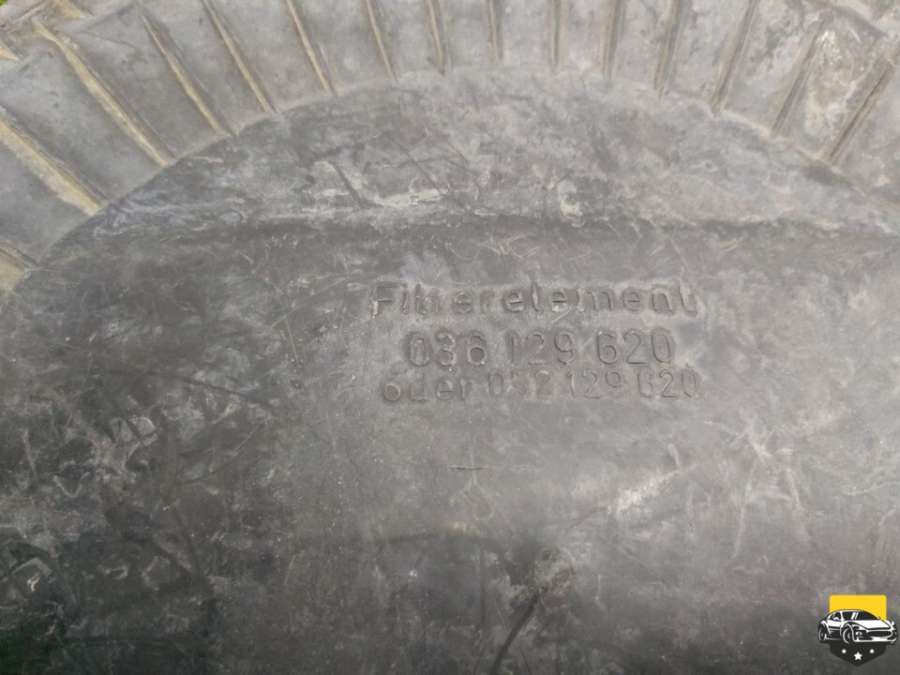 Filterelement
036 129 620
oder 032 129 620